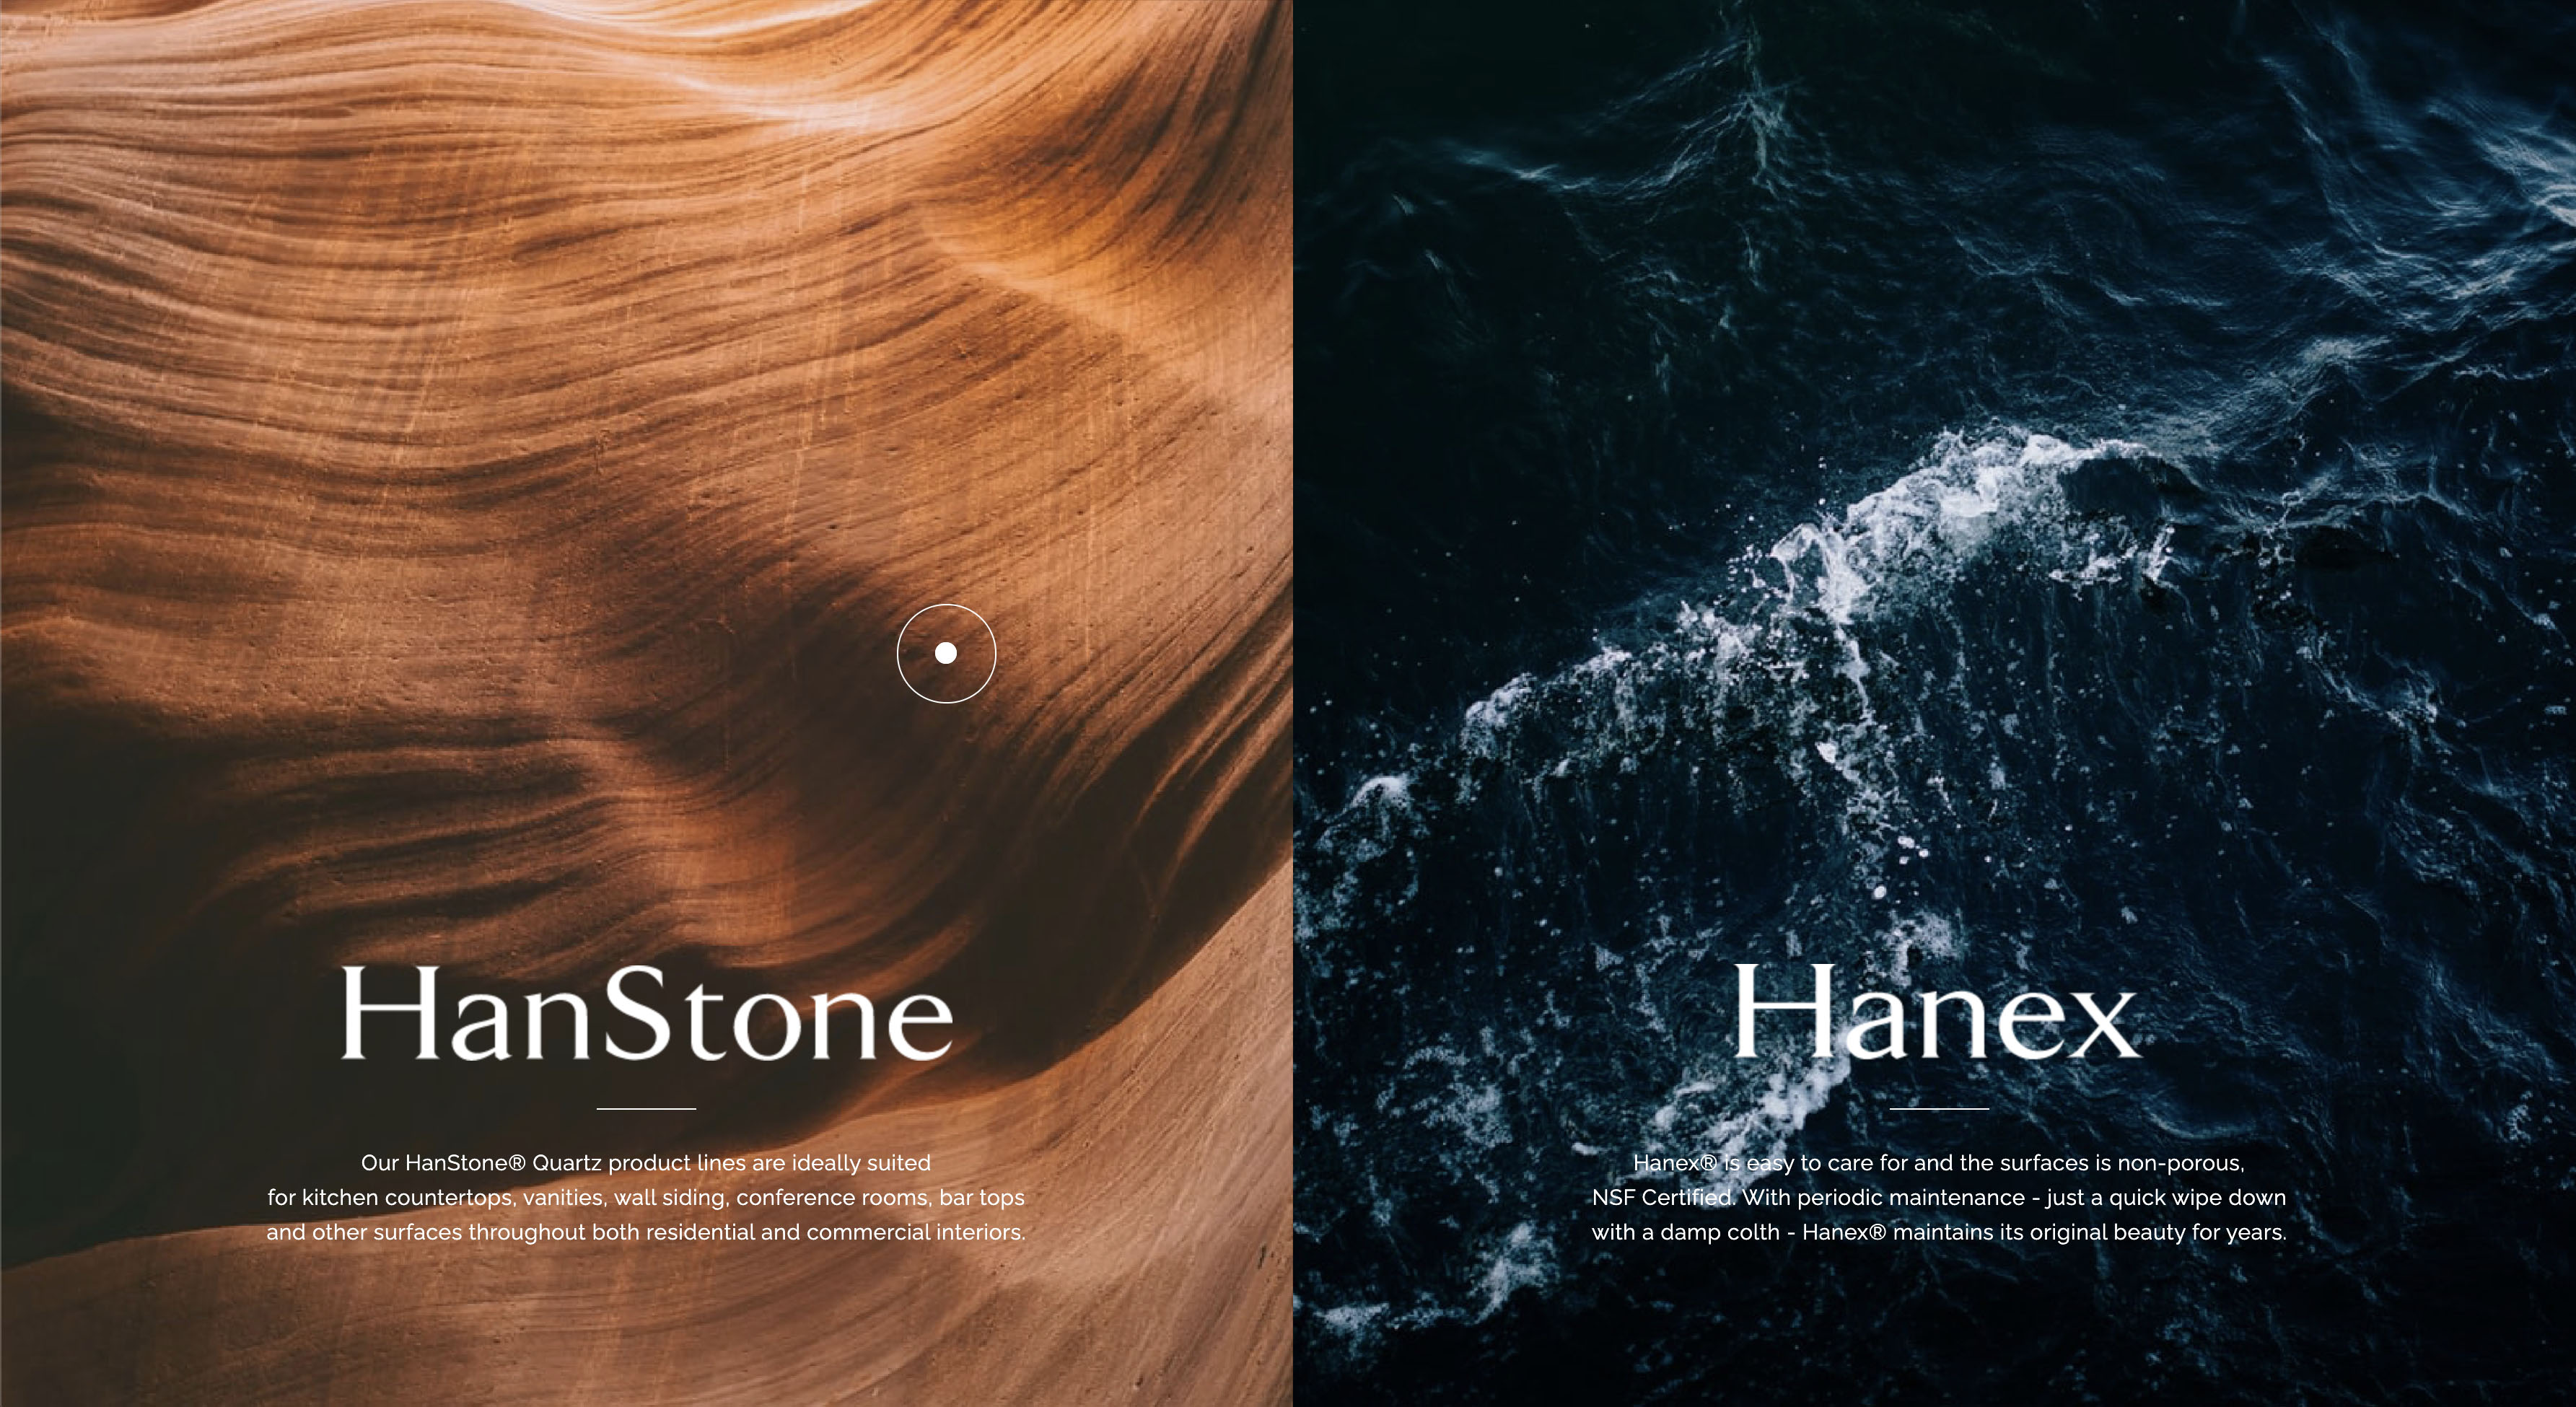 HanStone
Our HanStone® Quartz product lines are ideally suited
for kitchen countertops, vanities, wall siding, conference rooms, bar tops
and other surfaces throughout both residential and commercial interiors.
Hanex
Hanex® is easy to care for and the surfaces is non-porous,
NSF Certified. With periodic maintenance - just a quick wipe down
with a damp colth - Hanex® maintains its original beauty for years.